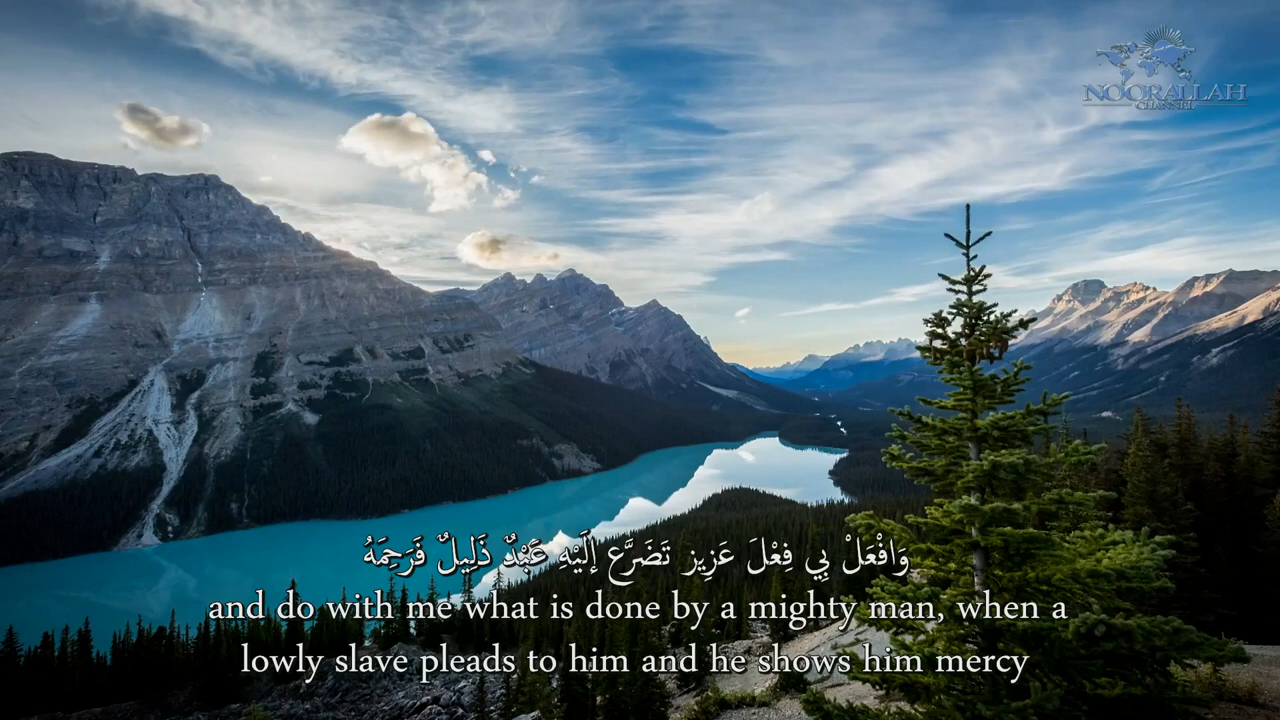 NOORALLAH
CHANNEL
وَافْعَلْ بِي فِعْلَ عَزِيزٍ تَضَرَّعَ إلَيْهِ عَبْدٌ ذَلِيلٌ فَرَحِمَهُ
and do with me what is done by a mighty man, when a
lowly slave pleads to him and he shows him mercy